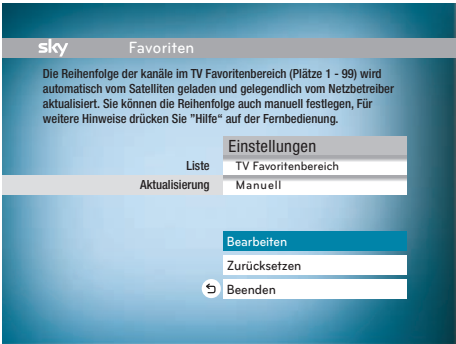 sky Favoriten
Die Reihenfolge der kanäle im TV Favoritenbereich (Plätze 1 - 99) wird
automatisch vom Satelliten geladen und gelegendlich vom Netzbetreiber
aktualisiert. Sie können die Reihenfolge auch manuell festlegen, Für
weitere Hinweise drücken Sie "Hilfe“ auf der Fernbedienung.
Einstellungen
Liste TV Favoritenbereich
Aktualisierung Manuell
Bearbeiten
Zurücksetzen
Beenden